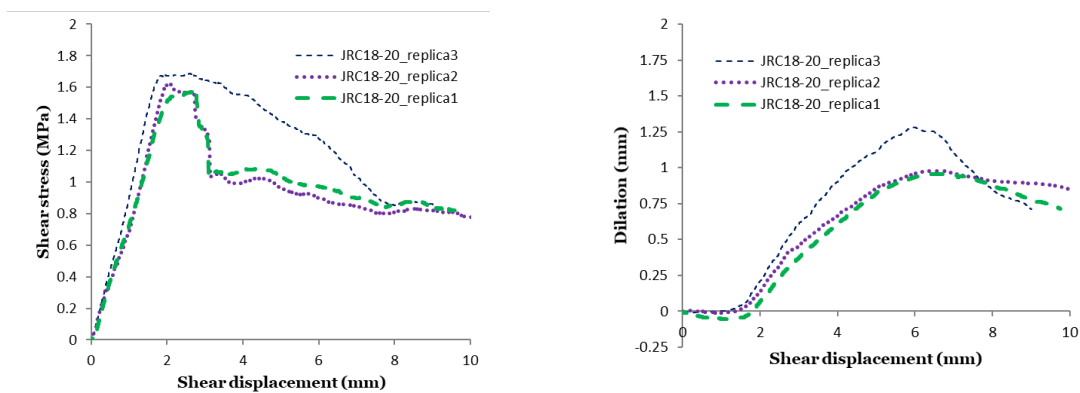 2
1.8
1.6
1.4
1.2
1
0.8
0.6
0.4
0.2
0
Shear stress (MPa)
JRC18-20_replica3
JRC18-20_replica2
JRC18-20_replica1
0 2 4 6 8 10
Shear displacement (mm)
2
1.75
1.5
1.25
1
0.75
0.5
0.25
0
-0.25
Dilation (mm)
JRC18-20_replica3
JRC18-20_replica2
JRC18-20_replica1
0 2 4 6 8 10
Shear displacement (mm)